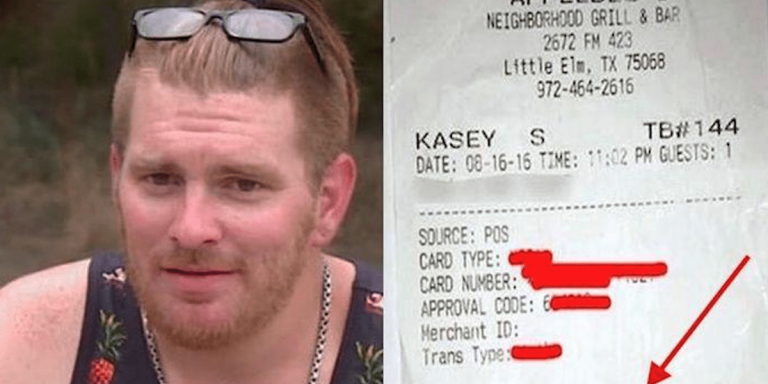 NEIGHBORHOOD GRILL & BAR
2672 FM 423
Little Elm, TX 75068
972-464-2616
KASEY S TB#144
DATE: 08-16-16 TIME: 11:02 PM GUESTS: 1
SOURCE: POS
CARD TYPE:
CARD NUMBER:
APPROVAL CODE: 6
Merchant ID:
Trans Type: